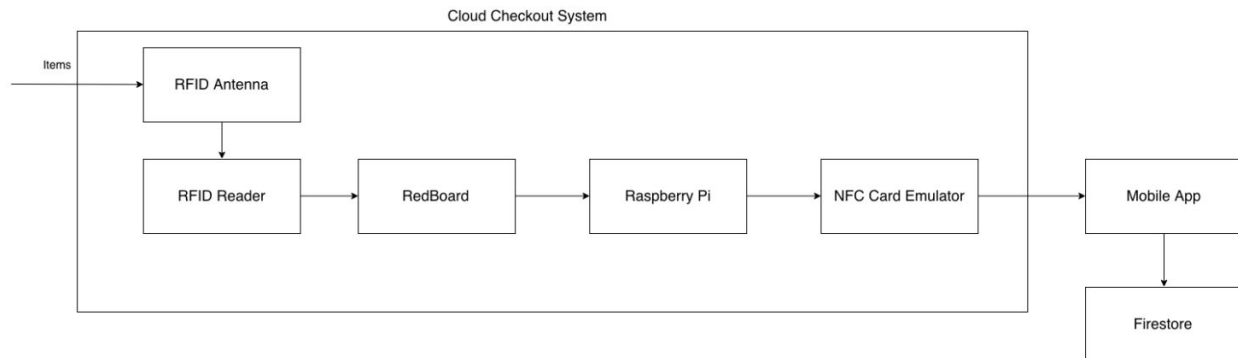 Cloud Checkout System
Items
RFID Antenna
RFID Reader
RedBoard
Raspberry Pi
NFC Card Emulator
Mobile App
Firestore